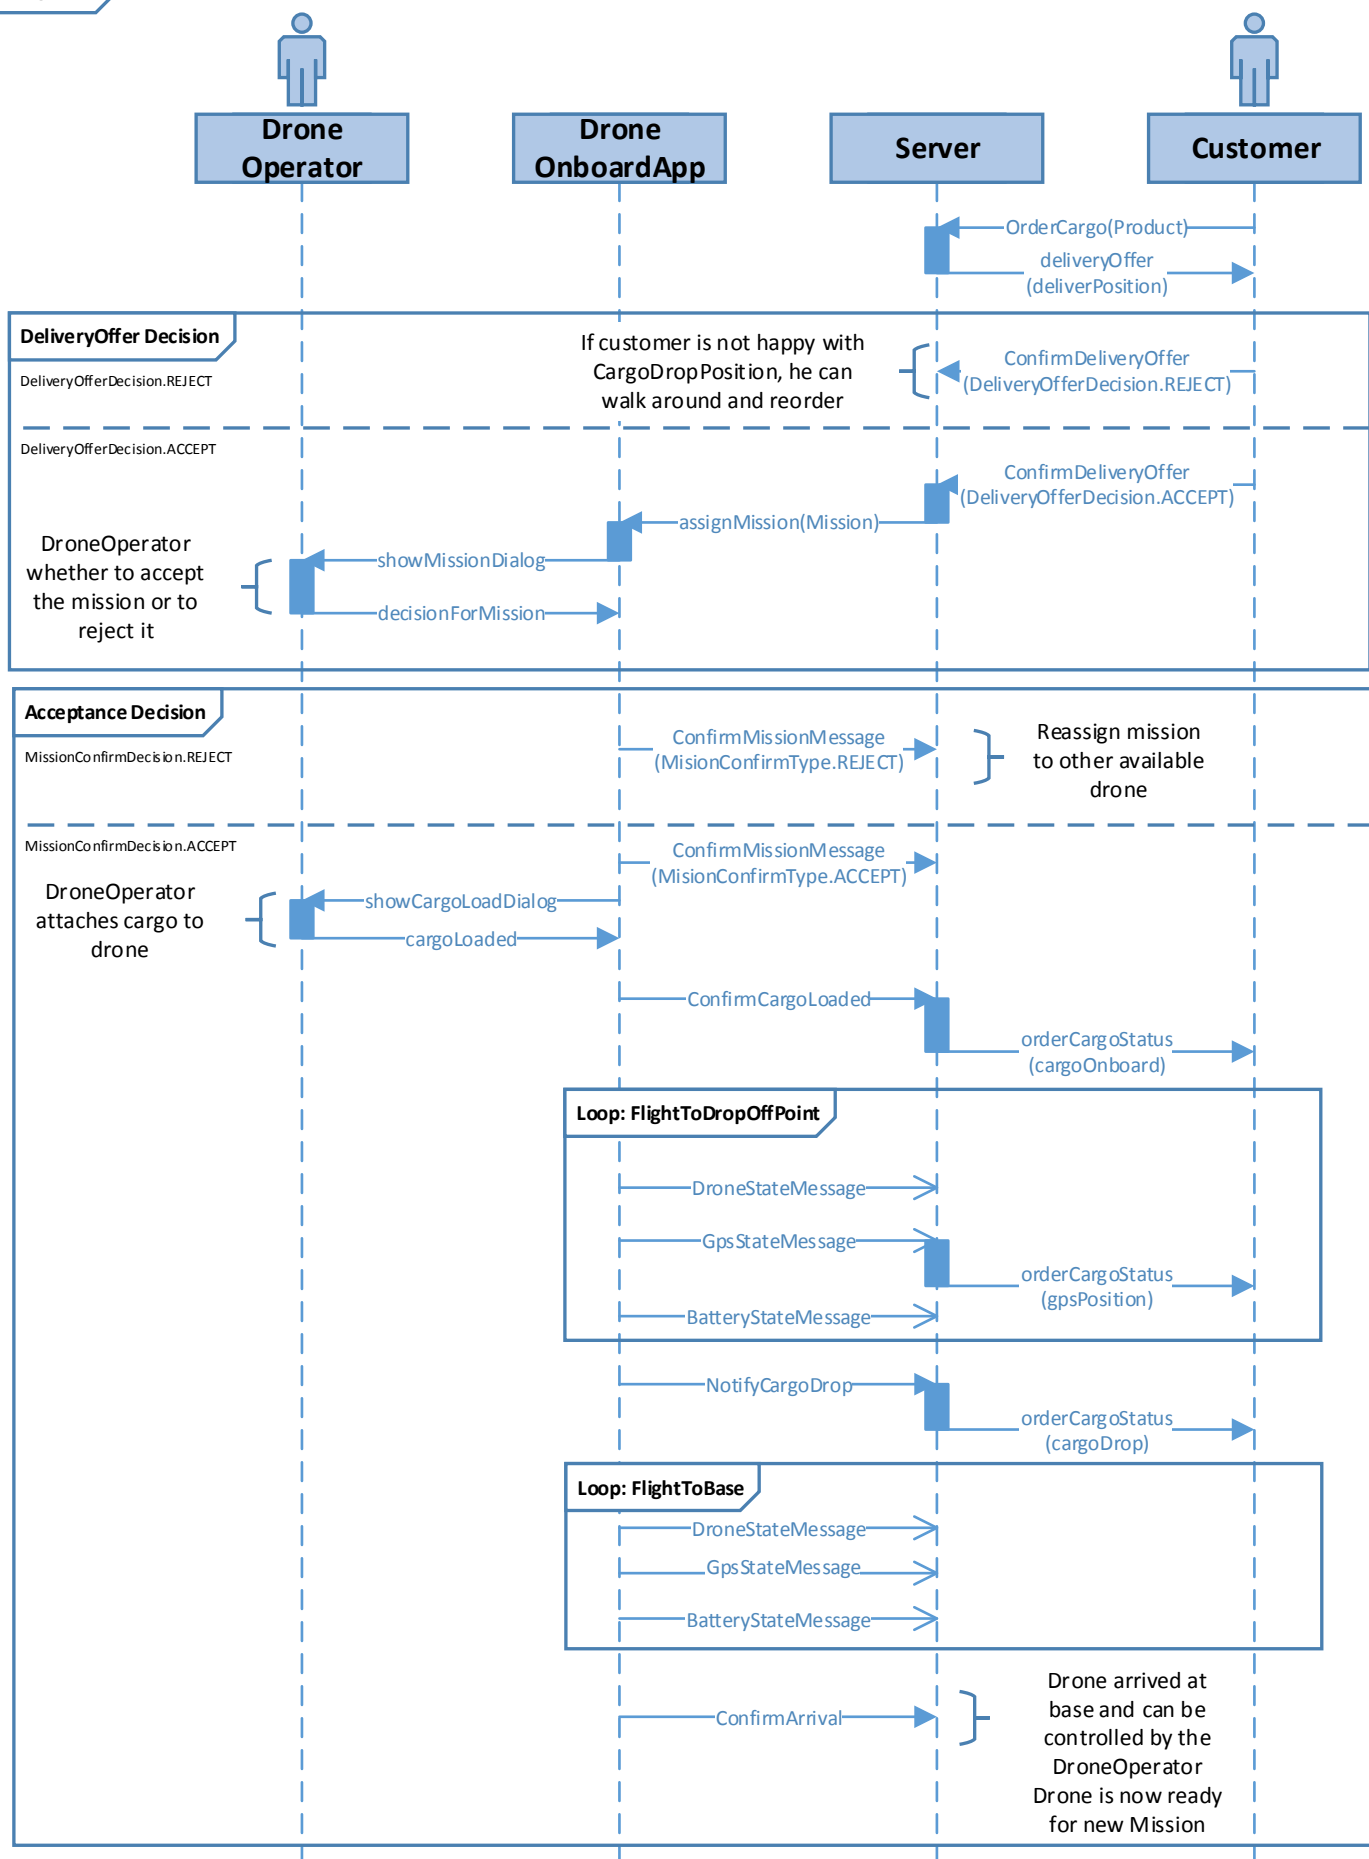 Drone
Operator
Drone
OnboardApp
Server
Customer
OrderCargo(Product)
deliveryOffer
(deliverPosition)
DeliveryOffer Decision
DeliveryOfferDecision.REJECT
If customer is not happy with
CargoDropPosition, he can
walk around and reorder
ConfirmDeliveryOffer
(DeliveryOfferDecision.REJECT)
DeliveryOfferDecision.ACCEPT
ConfirmDeliveryOffer
(DeliveryOfferDecision.ACCEPT)
assignMission(Mission)
DroneOperator
whether to accept
the mission or to
reject it
showMissionDialog
decisionForMission
Acceptance Decision
MissionConfirmDecision.REJECT
ConfirmMissionMessage
(MisionConfirmType.REJECT)
Reassign mission
to other available
drone
MissionConfirmDecision.ACCEPT
ConfirmMissionMessage
(MisionConfirmType.ACCEPT)
DroneOperator
attaches cargo to
drone
showCargoLoadDialog
cargoLoaded
ConfirmCargoLoaded
orderCargoStatus
(cargoOnboard)
Loop: FlightToDropOffPoint
DroneStateMessage
GpsStateMessage
orderCargoStatus
(gpsPosition)
BatteryStateMessage
NotifyCargoDrop
orderCargoStatus
(cargoDrop)
Loop: FlightToBase
DroneStateMessage
GpsStateMessage
BatteryStateMessage
ConfirmArrival
Drone arrived at
base and can be
controlled by the
DroneOperator
Drone is now ready
for new Mission